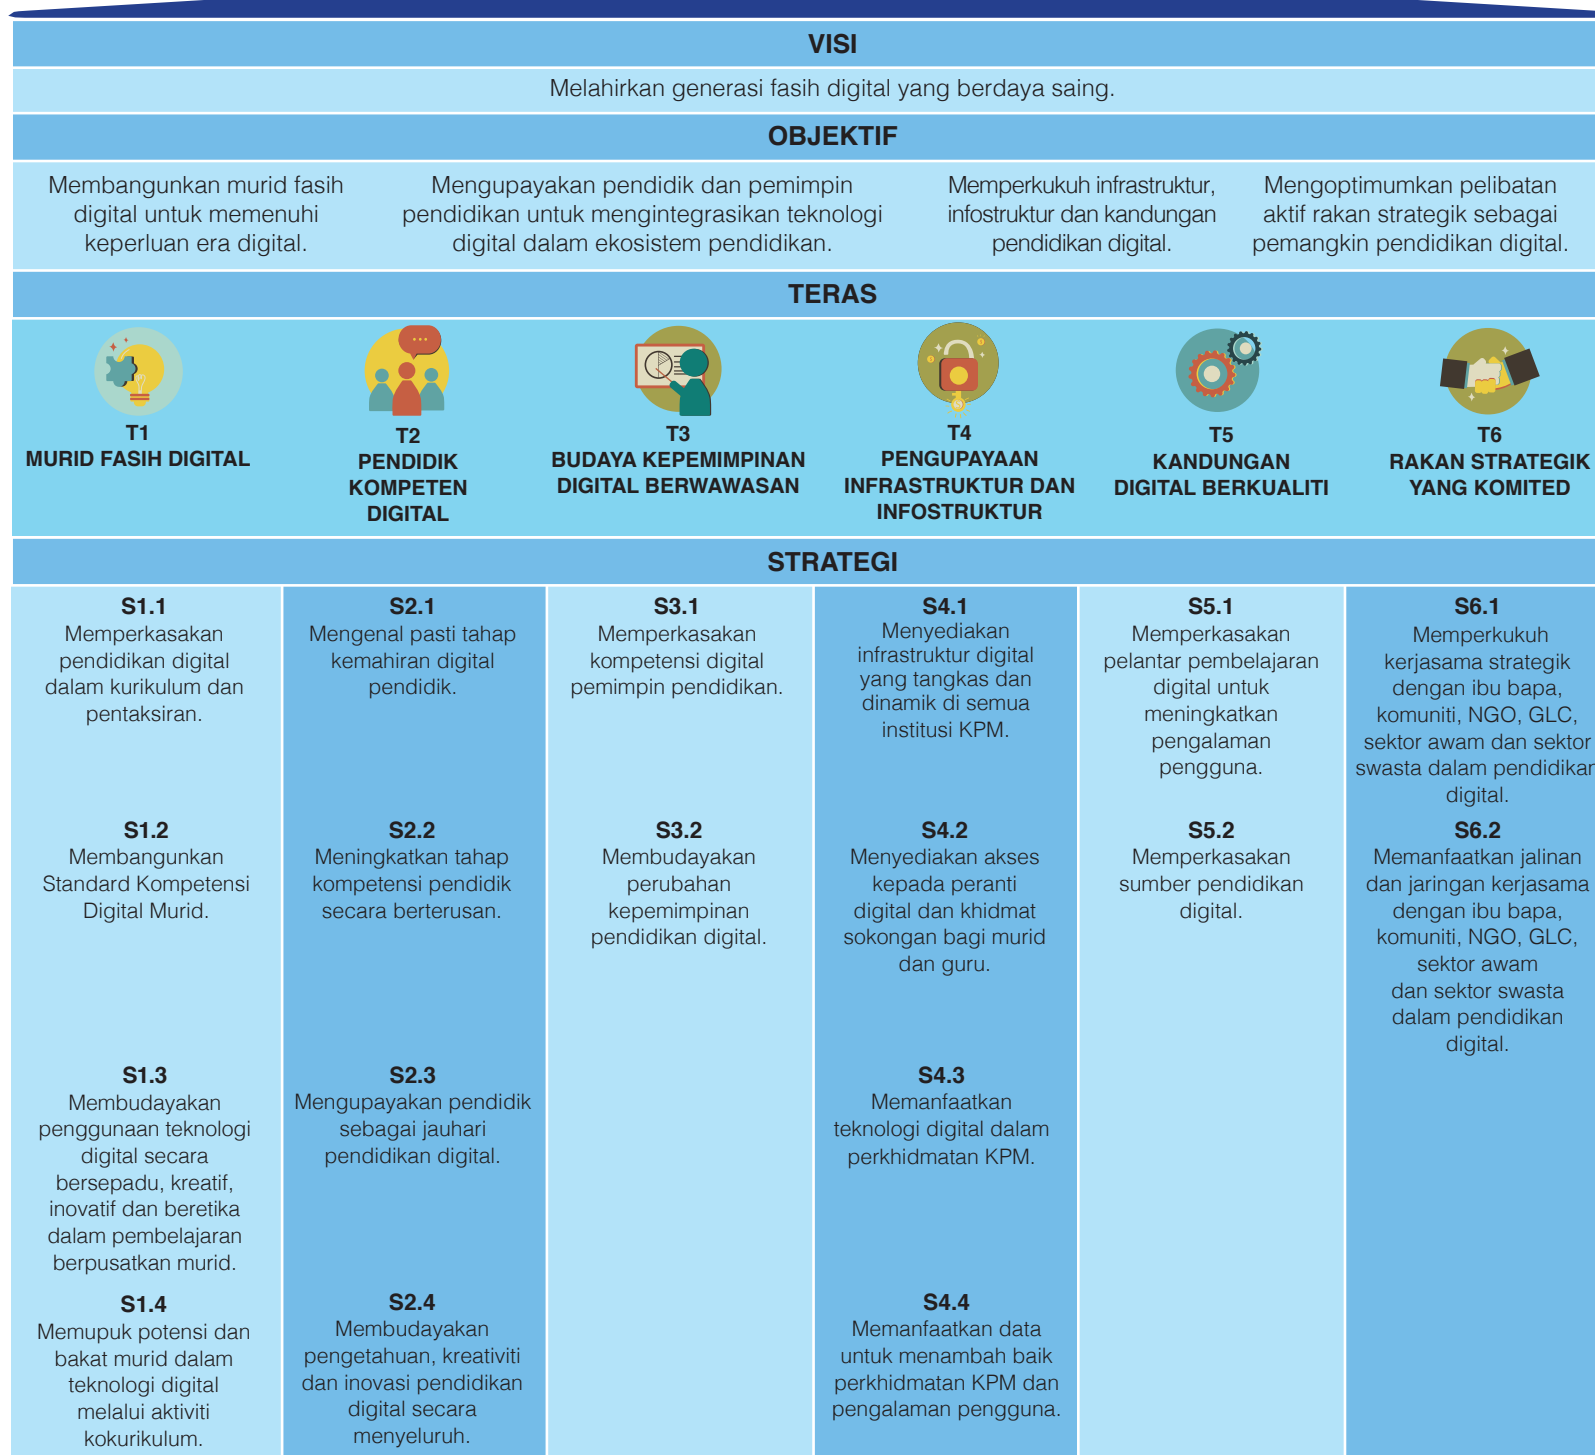 VISI
Melahirkan generasi fasih digital yang berdaya saing.
OBJEKTIF
Membangunkan murid fasih
digital untuk memenuhi
keperluan era digital.
Mengupayakan pendidik dan pemimpin
pendidikan untuk mengintegrasikan teknologi
digital dalam ekosistem pendidikan.
Memperkukuh infrastruktur,
infostruktur dan kandungan
pendidikan digital.
Mengoptimumkan pelibatan
aktif rakan strategik sebagai
pemangkin pendidikan digital.
TERAS
T1
MURID FASIH DIGITAL
T2
PENDIDIK
KOMPETEN
DIGITAL
T3
BUDAYA KEPEMIMPINAN
DIGITAL BERWAWASAN
T4
PENGUPAYAAN
INFRASTRUKTUR DAN
INFOSTRUKTUR
T5
KANDUNGAN
DIGITAL BERKUALITI
T6
RAKAN STRATEGIK
YANG KOMITED
STRATEGI
S1.1
Memperkasakan
pendidikan digital
dalam kurikulum dan
pentaksiran.
S1.2
Membangunkan
Standard Kompetensi
Digital Murid.
S1.3
Membudayakan
penggunaan teknologi
digital secara
bersepadu, kreatif,
inovatif dan beretika
dalam pembelajaran
berpusatkan murid.
S1.4
Memupuk potensi dan
bakat murid dalam
teknologi digital
melalui aktiviti
kokurikulum.
S2.1
Mengenal pasti tahap
kemahiran digital
pendidik.
S2.2
Meningkatkan tahap
kompetensi pendidik
secara berterusan.
S2.3
Mengupayakan pendidik
sebagai jauhari
pendidikan digital.
S2.4
Membudayakan
pengetahuan, kreativiti
dan inovasi pendidikan
digital secara
menyeluruh.
S3.1
Memperkasakan
kompetensi digital
pemimpin pendidikan.
S3.2
Membudayakan
perubahan
kepemimpinan
pendidikan digital.
S4.1
Menyediakan
infrastruktur digital
yang tangkas dan
dinamik di semua
institusi KPM.
S4.2
Menyediakan akses
kepada peranti
digital dan khidmat
sokongan bagi murid
dan guru.
S4.3
Memanfaatkan
teknologi digital dalam
perkhidmatan KPM.
S4.4
Memanfaatkan data
untuk menambah baik
perkhidmatan KPM dan
pengalaman pengguna.
S5.1
Memperkasakan
pelantar pembelajaran
digital untuk
meningkatkan
pengalaman
pengguna.
S5.2
Memperkasakan
sumber pendidikan
digital.
S6.1
Memperkukuh
kerjasama strategik
dengan ibu bapa,
komuniti, NGO, GLC,
sektor awam dan sektor
swasta dalam pendidikan
digital.
S6.2
Memanfaatkan jalinan
dan jaringan kerjasama
dengan ibu bapa,
komuniti, NGO, GLC,
sektor awam
dan sektor swasta
dalam pendidikan
digital.